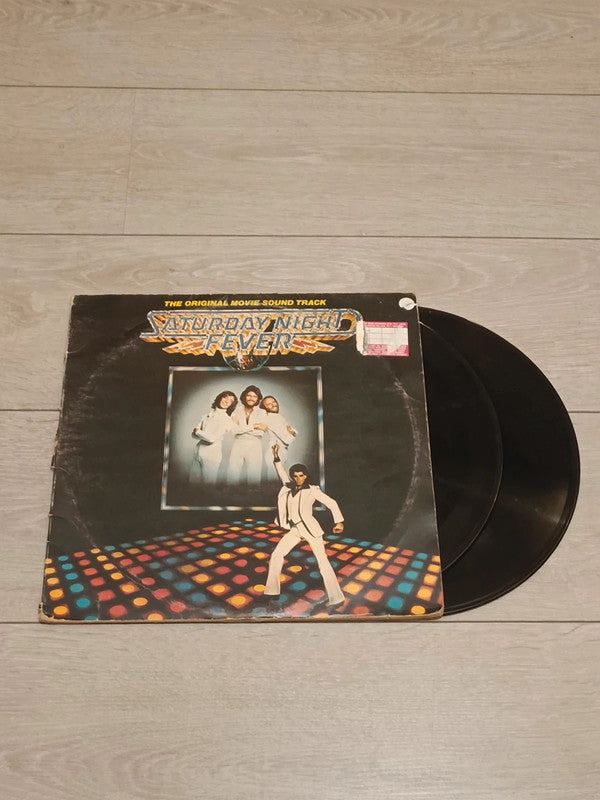 THE ORIGINAL MOVIE SOUND TRACK
SATURDAY NIGHT
FEVER